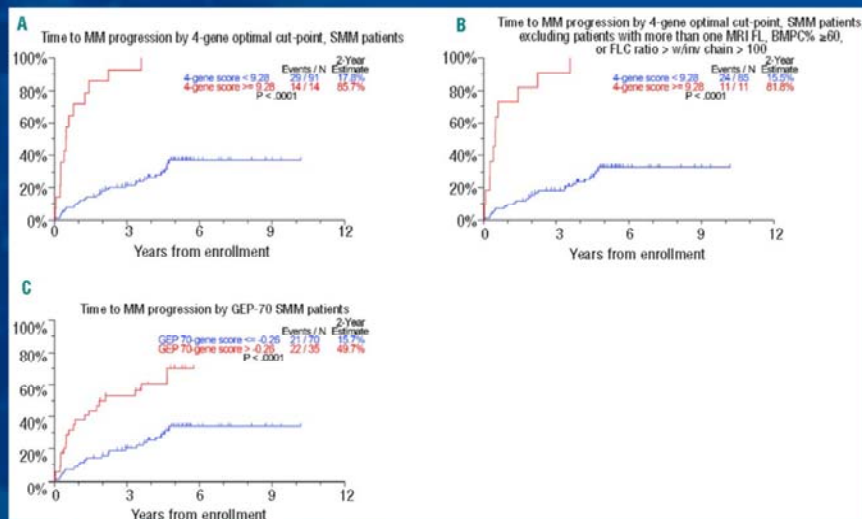 A
Time to MM progression by 4-gene optimal cut-point, SMM patients
2-Year
Events / N Estimate
4-gene score < 9.28 29 / 91 17.8%
4-gene score >= 9.28 14 / 14 85.7%
P < .0001
100%
80%
60%
40%
20%
0%
0 3 6 9 12
Years from enrollment
B
Time to MM progression by 4-gene optimal cut-point, SMM patients
excluding patients with more than one MRI FL, BMPC% ≥60,
or FLC ratio > w/inv chain > 100
2-Year
Events / N Estimate
4-gene score < 9.28 24 / 85 15.5%
4-gene score >= 9.28 11 / 11 81.8%
P < .0001
100%
80%
60%
40%
20%
0%
0 3 6 9 12
Years from enrollment
C
Time to MM progression by GEP-70 SMM patients
2-Year
Events / N Estimate
GEP 70-gene score <= -0.26 21 / 70 15.7%
GEP 70-gene score > -0.26 22 / 35 49.7%
P < .0001
100%
80%
60%
40%
20%
0%
0 3 6 9 12
Years from enrollment